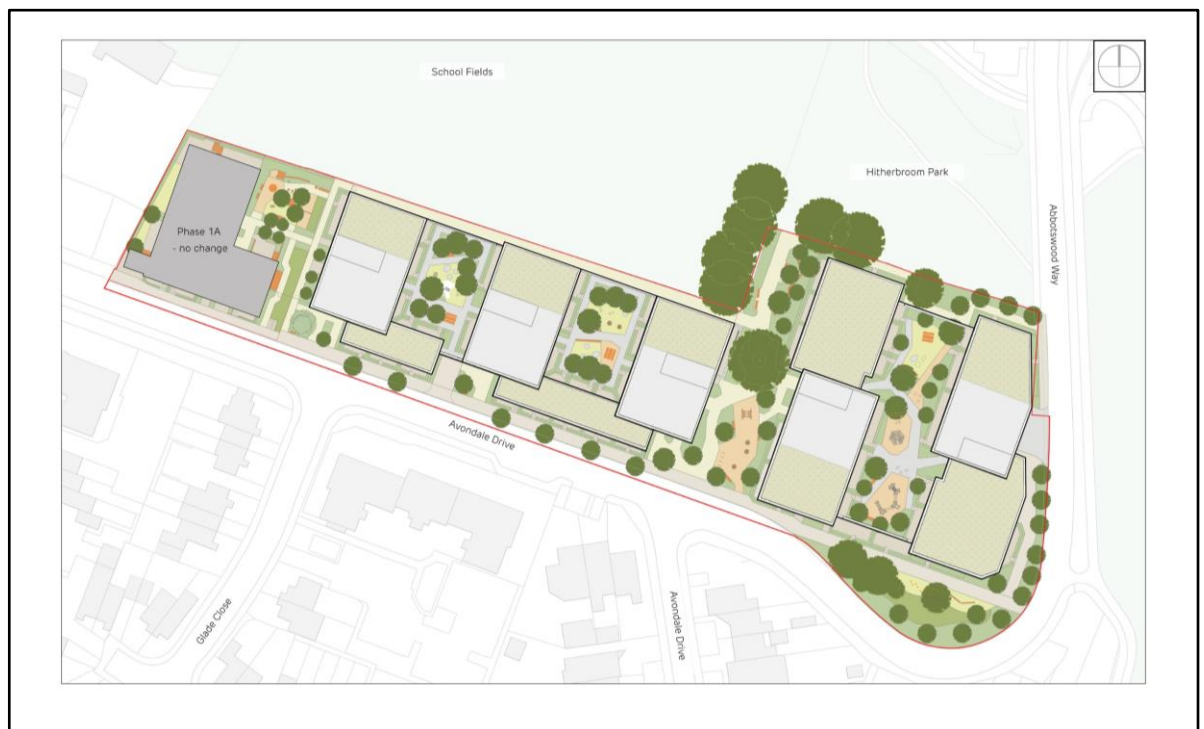 School Fields
Hitherbroom Park
Abbotswood Way
Phase 1A
- no change
Avondale Drive
Glade Close
Avondale Drive